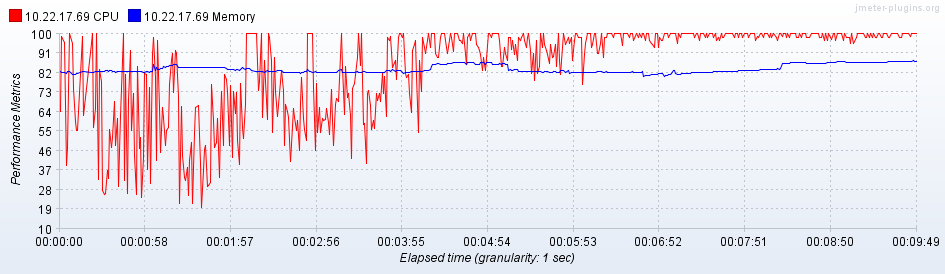 10.22.17.69 CPU 10.22.17.69 Memory
jmeter-plugins.org
100
91
82
73
64
55
46
37
28
19
10
Performance Metrics
00:00:00 00:00:58 00:01:57 00:02:56 00:03:55 00:04:54 00:05:53 00:06:52 00:07:51 00:08:50 00:09:49
Elapsed time (granularity: 1 sec)